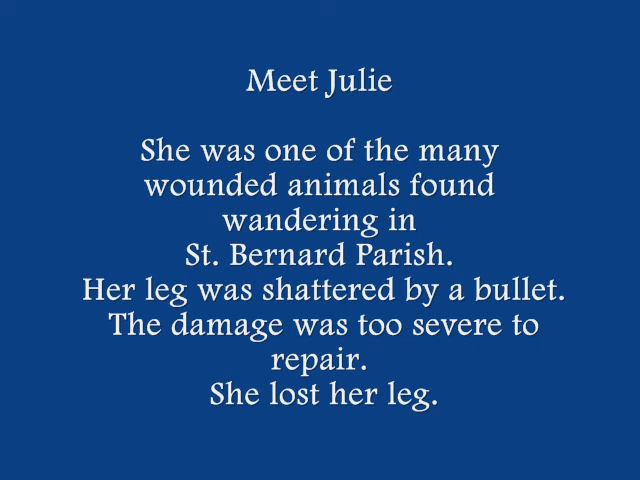 Meet Julie
She was one of the many
wounded animals found
wandering in
St. Bernard Parish.
Her leg was shattered by a bullet.
The damage was too severe to
repair.
She lost her leg.